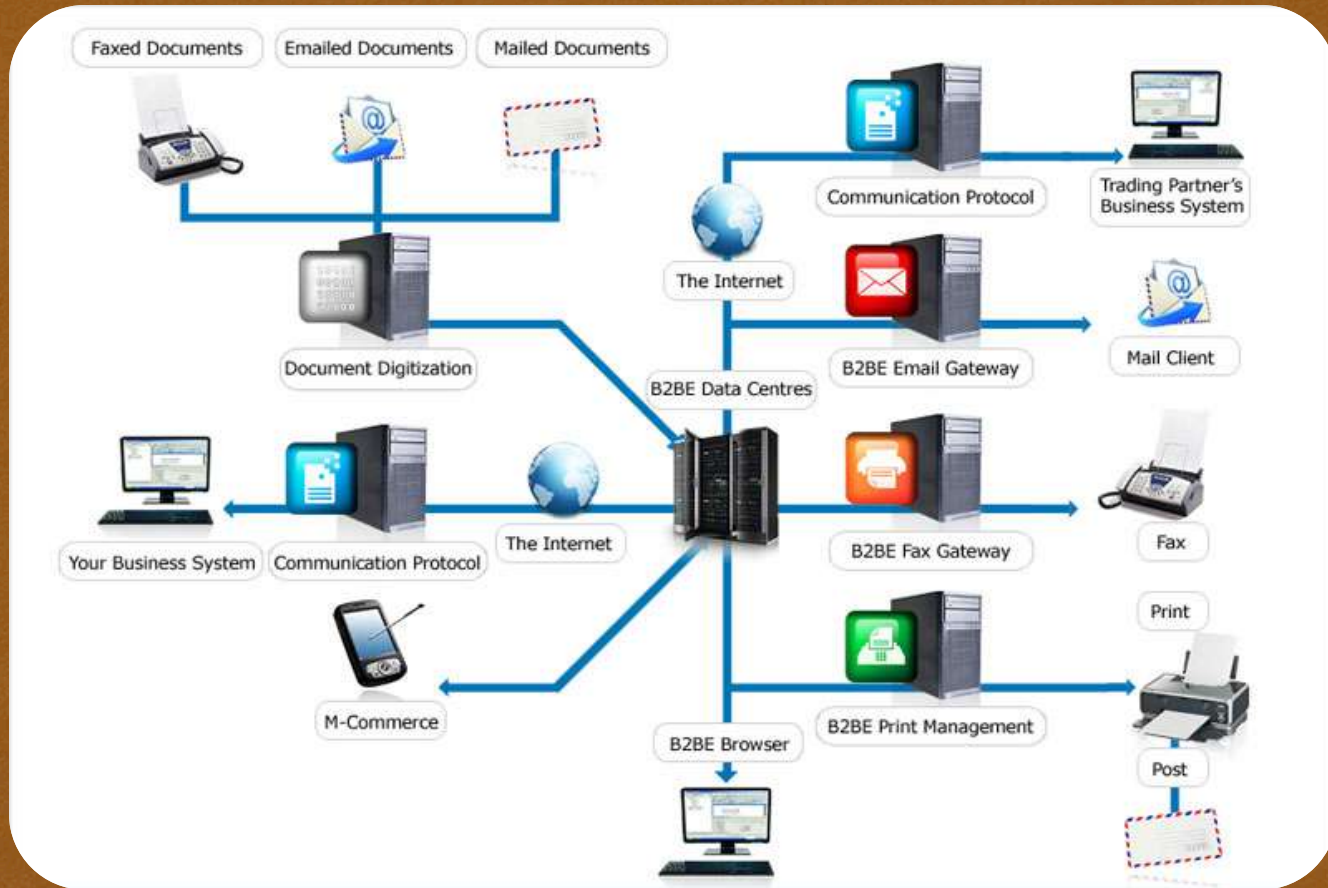 Faxed Documents
Emailed Documents
Mailed Documents
Communication Protocol
Trading Partner's
Business System
The Internet
Document Digitization
B2BE Email Gateway
Mail Client
B2BE Data Centres
Your Business System
Communication Protocol
The Internet
B2BE Fax Gateway
Fax
Print
M-Commerce
B2BE Browser
B2BE Print Management
Post